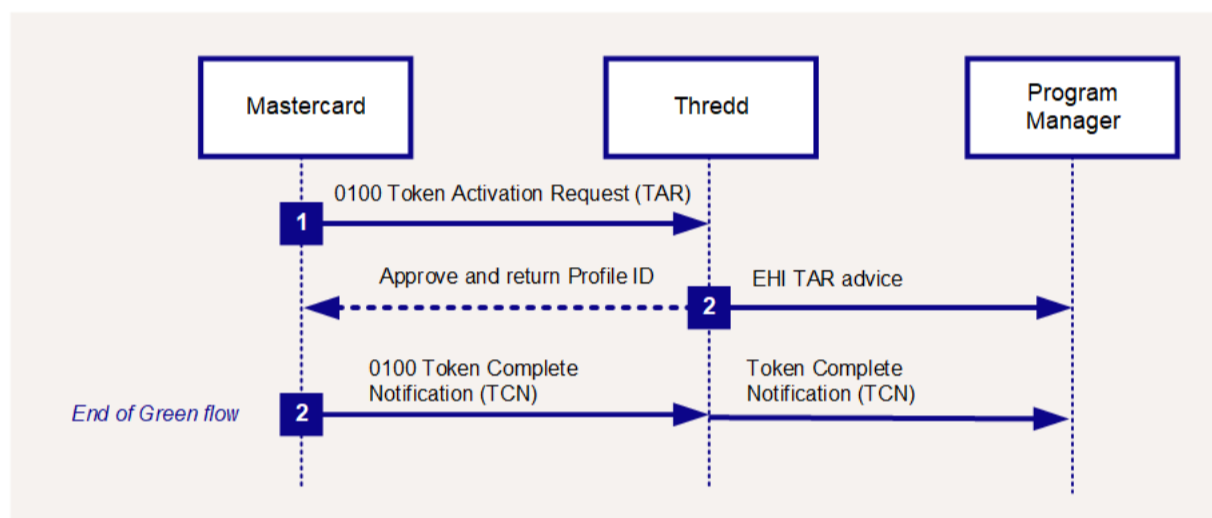 Mastercard
Thredd
Program
Manager
0100 Token Activation Request (TAR)
1
Approve and return Profile ID
EHI TAR advice
2
0100 Token Complete
Notification (TCN)
Token Complete
Notification (TCN)
End of Green flow
2